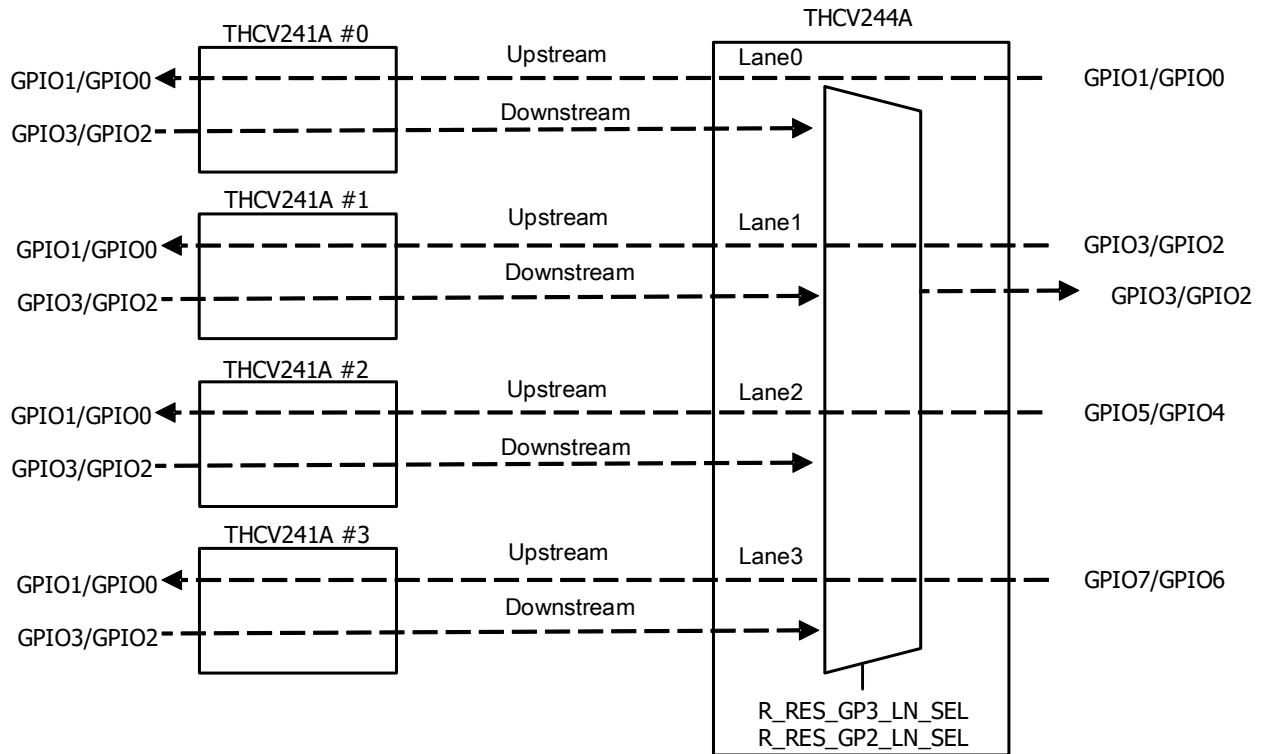 THCV244A
THCV241A #0
Upstream
Lane0
GPIO1/GPIO0
GPIO1/GPIO0
Downstream
GPIO3/GPIO2
THCV241A #1
Upstream
Lane1
GPIO1/GPIO0
GPIO3/GPIO2
Downstream
GPIO3/GPIO2
GPIO3/GPIO2
THCV241A #2
Upstream
Lane2
GPIO1/GPIO0
GPIO5/GPIO4
Downstream
GPIO3/GPIO2
THCV241A #3
Upstream
Lane3
GPIO1/GPIO0
GPIO7/GPIO6
Downstream
GPIO3/GPIO2
R_RES_GP3_LN_SEL
R_RES_GP2_LN_SEL